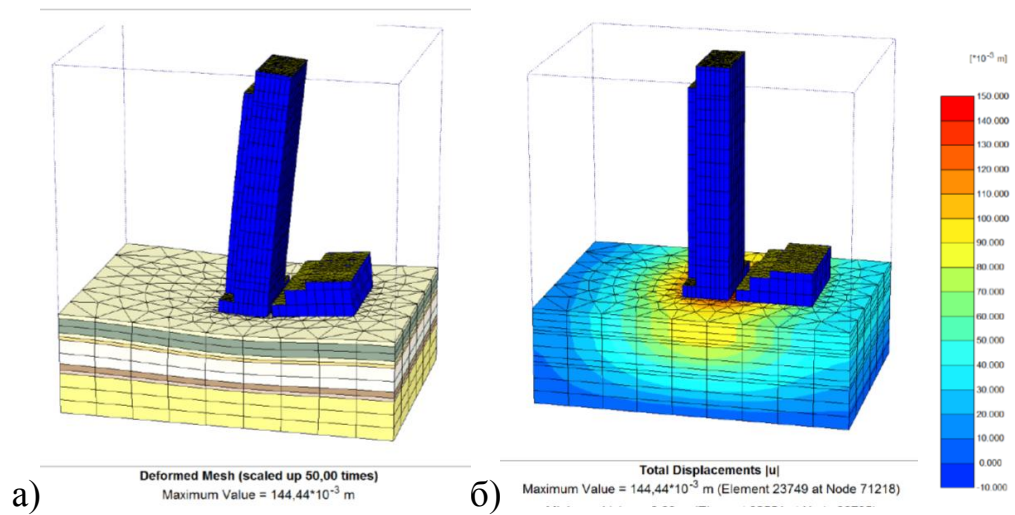 [*10⁻³ m]
150.000
140.000
130.000
120.000
110.000
100.000
90.000
80.000
70.000
60.000
50.000
40.000
30.000
20.000
10.000
0.000
-10.000
а)
Deformed Mesh (scaled up 50,00 times)
Maximum Value = 144,44*10⁻³ m
б)
Total Displacements |u|
Maximum Value = 144,44*10⁻³ m (Element 23749 at Node 71218)